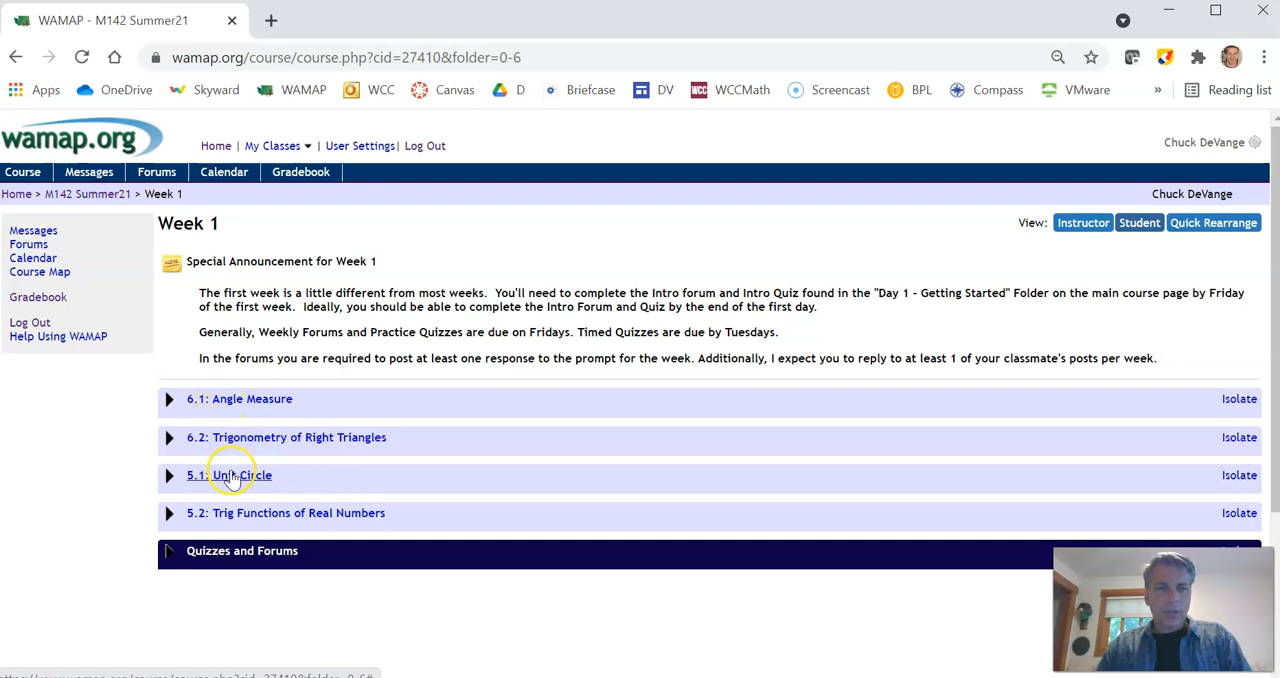 WAMAP - M142 Summer21
wamap.org/course/course.php?cid=27410&folder=0-6
Apps OneDrive Skyward WAMAP WCC Canvas D Briefcase DV WCCMath Screencast BPL Compass VMware » Reading list
wamap.org
Home | My Classes | User Settings | Log Out
Chuck DeVange
Course Messages Forums Calendar Gradebook
Home > M142 Summer21 > Week 1
Chuck DeVange
Messages
Forums
Calendar
Course Map
Gradebook
Log Out
Help Using WAMAP
Week 1
View: Instructor Student Quick Rearrange
NOTE
Special Announcement for Week 1
The first week is a little different from most weeks. You'll need to complete the Intro forum and Intro Quiz found in the "Day 1 - Getting Started" Folder on the main course page by Friday
of the first week. Ideally, you should be able to complete the Intro Forum and Quiz by the end of the first day.
Generally, Weekly Forums and Practice Quizzes are due on Fridays. Timed Quizzes are due by Tuesdays.
In the forums you are required to post at least one response to the prompt for the week. Additionally, I expect you to reply to at least 1 of your classmate's posts per week.
6.1: Angle Measure Isolate
6.2: Trigonometry of Right Triangles Isolate
5.1: Unit Circle Isolate
5.2: Trig Functions of Real Numbers Isolate
Quizzes and Forums